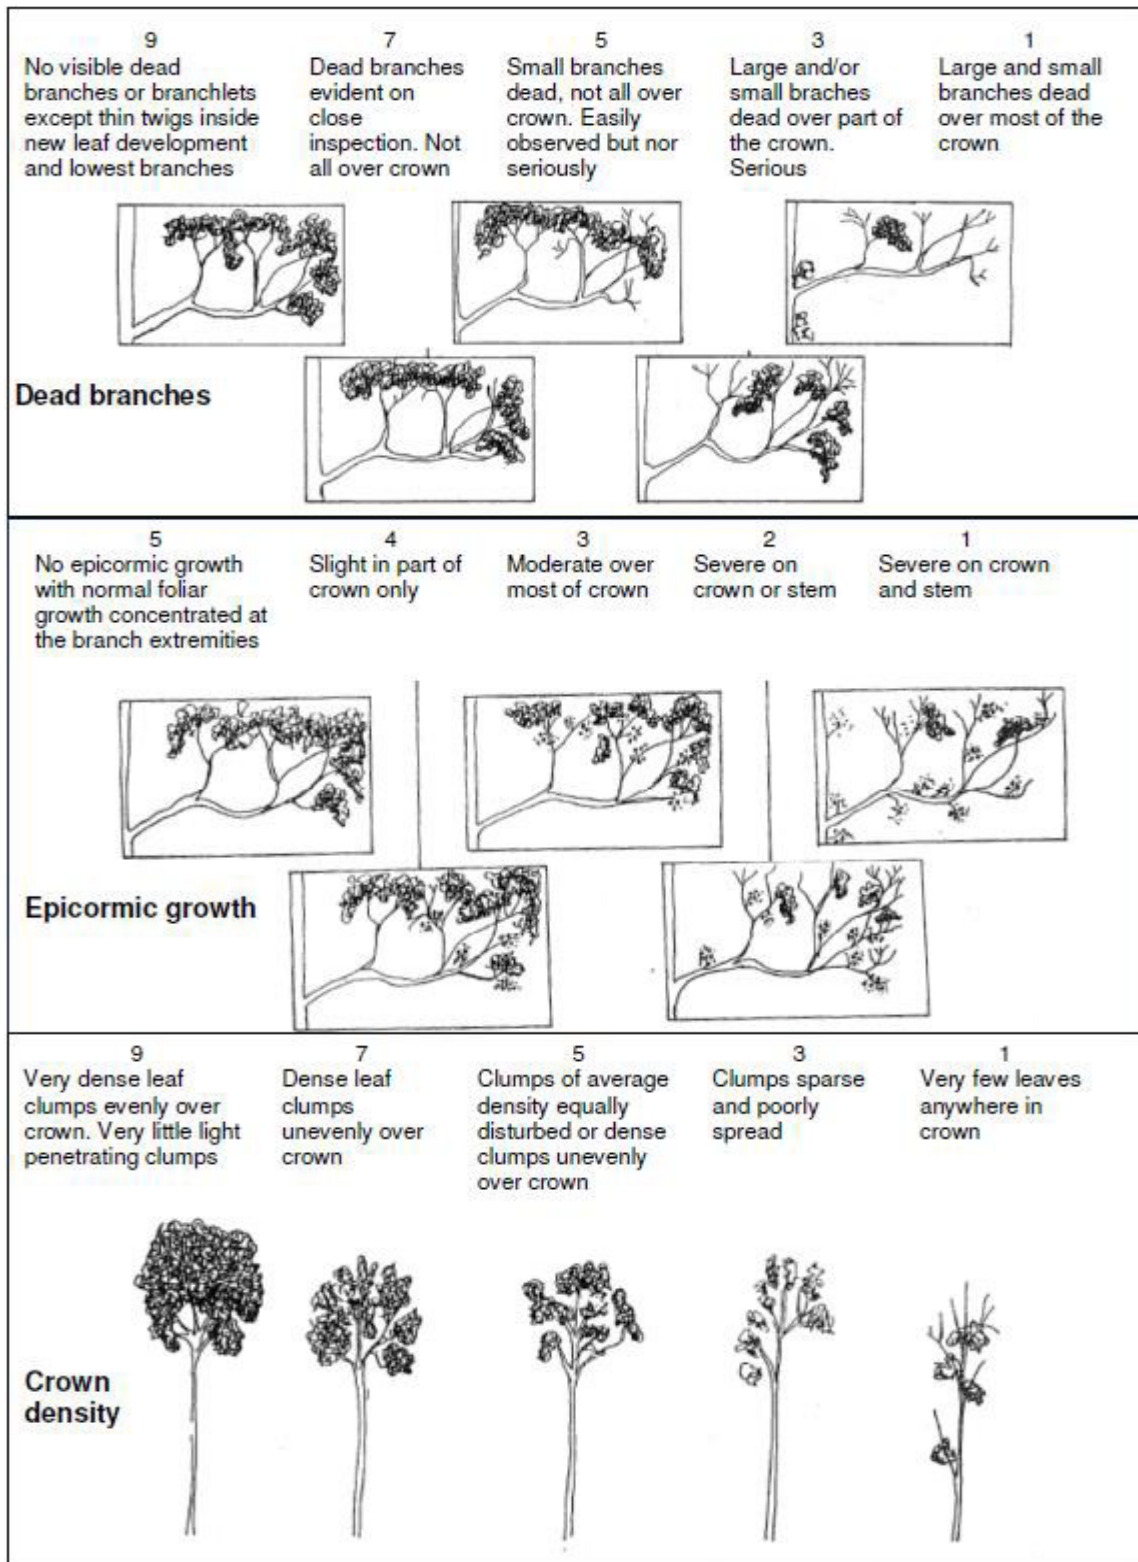 9
No visible dead
branches or branchlets
except thin twigs inside
new leaf development
and lowest branches
7
Dead branches
evident on
close
inspection. Not
all over crown
5
Small branches
dead, not all over
crown. Easily
observed but nor
seriously
3
Large and/or
small braches
dead over part of
the crown.
Serious
1
Large and small
branches dead
over most of the
crown
Dead branches
5
No epicormic growth
with normal foliar
growth concentrated at
the branch extremities
4
Slight in part of
crown only
3
Moderate over
most of crown
2
Severe on
crown or stem
1
Severe on crown
and stem
Epicormic growth
9
Very dense leaf
clumps evenly over
crown. Very little light
penetrating clumps
7
Dense leaf
clumps
unevenly over
crown
5
Clumps of average
density equally
disturbed or dense
clumps unevenly
over crown
3
Clumps sparse
and poorly
spread
1
Very few leaves
anywhere in
crown
Crown
density